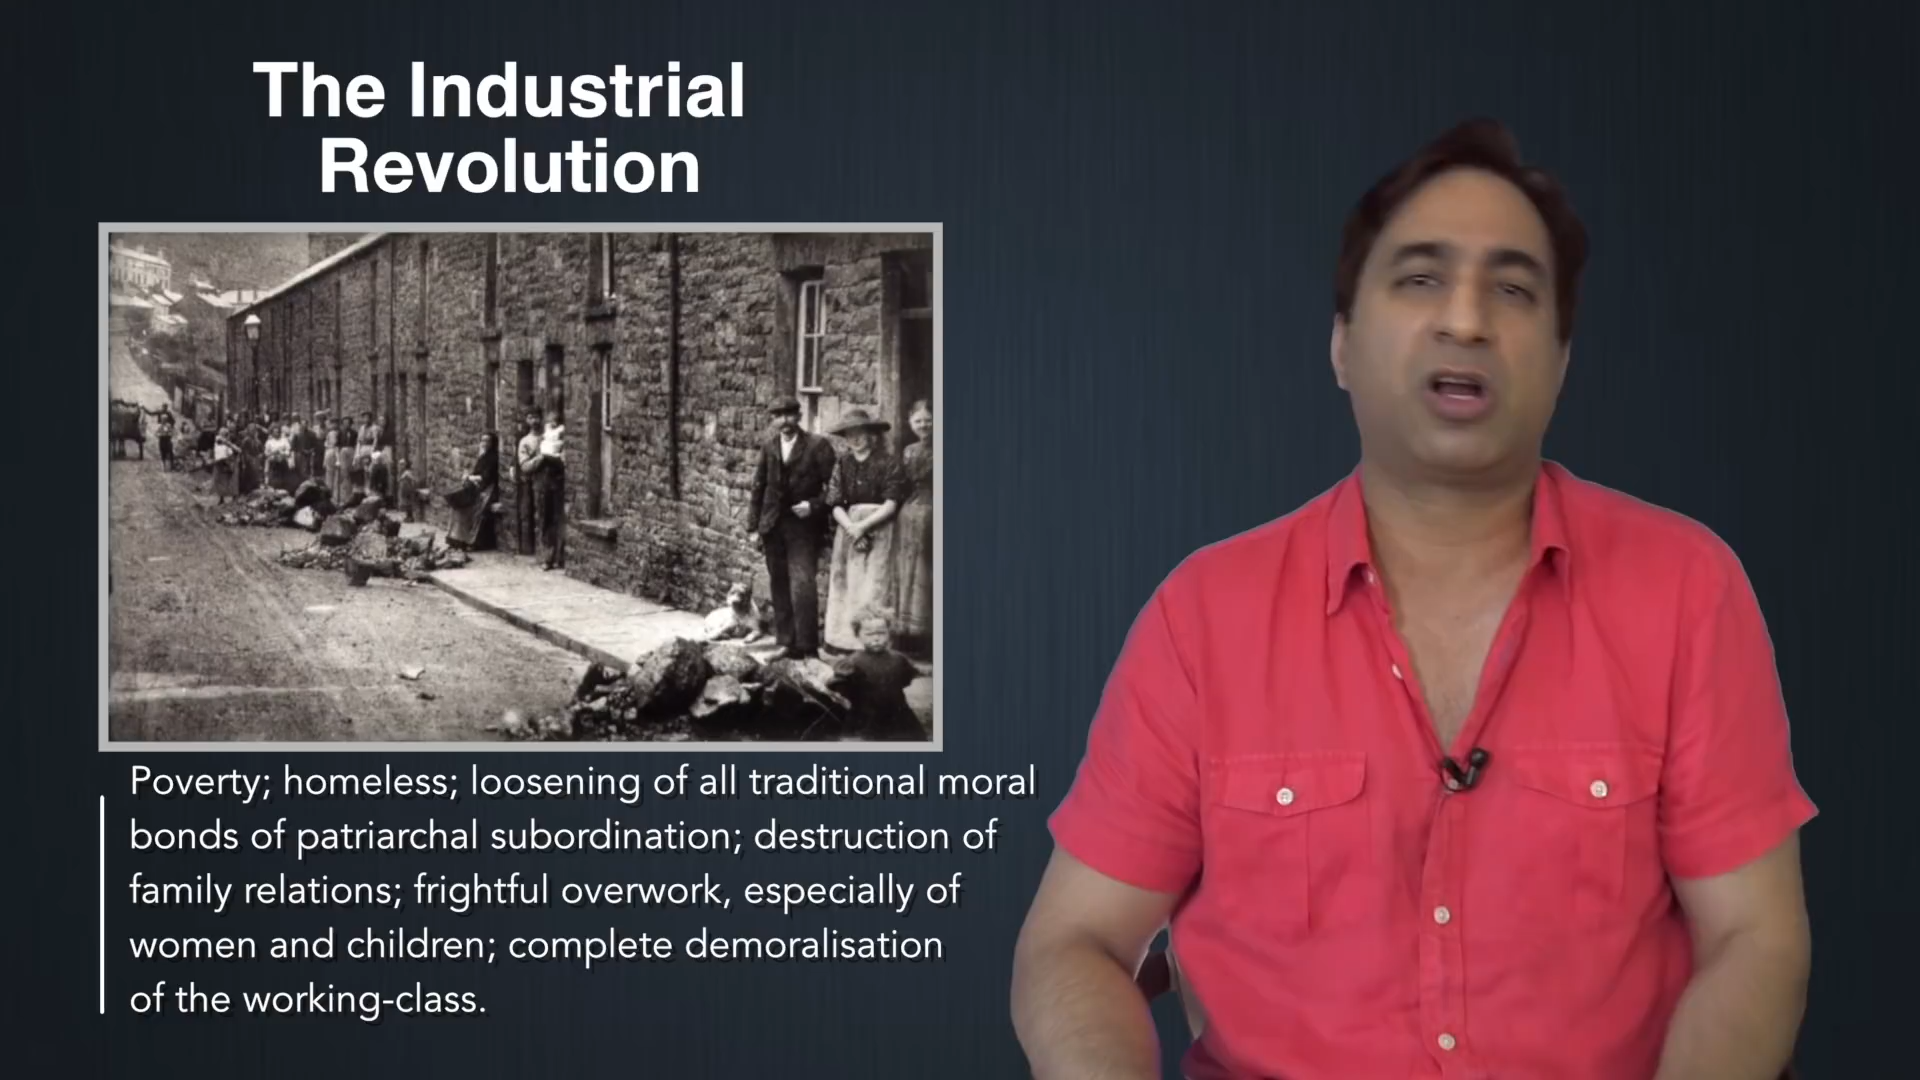 The Industrial
Revolution
Poverty; homeless; loosening of all traditional moral
bonds of patriarchal subordination; destruction of
family relations; frightful overwork, especially of
women and children; complete demoralisation
of the working-class.